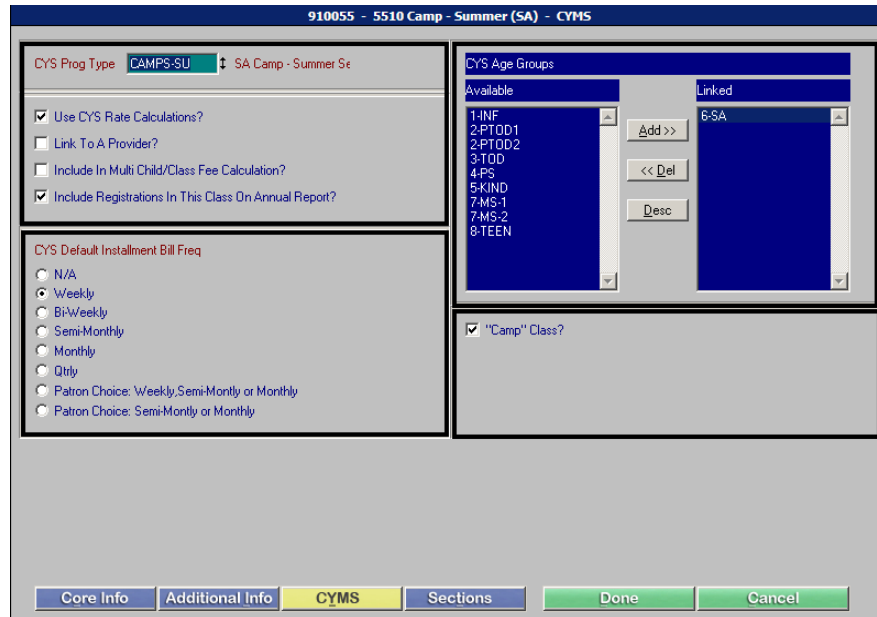 910055 - 5510 Camp - Summer (SA) - CYMS
CYS Prog Type CAMPS-SU SA Camp - Summer Se
Use CYS Rate Calculations?
Link To A Provider?
Include In Multi Child/Class Fee Calculation?
Include Registrations In This Class On Annual Report?
CYS Default Installment Bill Freq
N/A
Weekly
Bi-Weekly
Semi-Monthly
Monthly
Qtrly
Patron Choice: Weekly,Semi-Montly or Monthly
Patron Choice: Semi-Montly or Monthly
CYS Age Groups
Available Linked
1-INF
2-PTOD1
2-PTOD2
3-TOD
4-PS
5-KIND
7-MS-1
7-MS-2
8-TEEN
Add >>
<< Del
Desc
6-SA
"Camp" Class?
Core Info Additional Info CYMS Sections Done Cancel